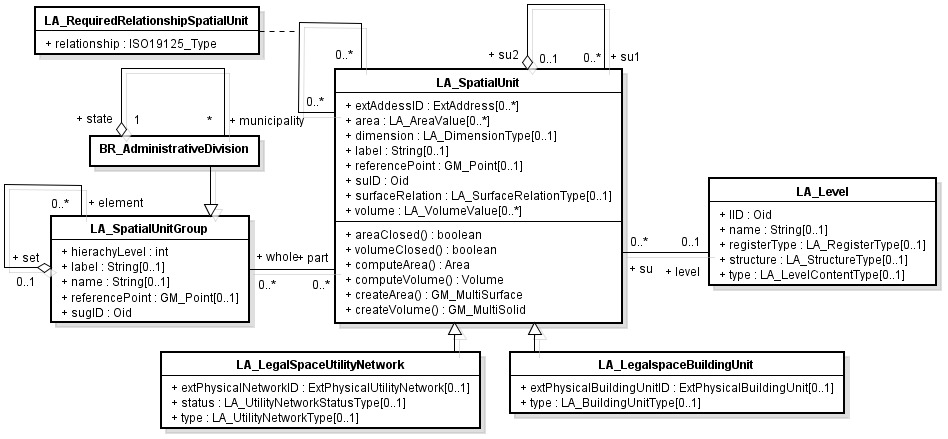 LA_RequiredRelationshipSpatialUnit
+ relationship : ISO19125_Type
0..*
0..*
+ su2
0..1
0..*
+ su1
LA_SpatialUnit
+ extAddessID : ExtAddress[0..*]
+ area : LA_AreaValue[0..*]
+ dimension : LA_DimensionType[0..1]
+ label : String[0..1]
+ referencePoint : GM_Point[0..1]
+ suID : Oid
+ surfaceRelation : LA_SurfaceRelationType[0..1]
+ volume : LA_VolumeValue[0..*]
+ areaClosed() : boolean
+ volumeClosed() : boolean
+ computeArea() : Area
+ computeVolume() : Volume
+ createArea() : GM_MultiSurface
+ createVolume() : GM_MultiSolid
+ state
1
*
+ municipality
BR_AdministrativeDivision
0..*
+ element
+ set
0..1
LA_SpatialUnitGroup
+ hierachyLevel : int
+ label : String[0..1]
+ name : String[0..1]
+ referencePoint : GM_Point[0..1]
+ sugID : Oid
+ whole
+ part
0..*
0..*
0..*
0..1
+ su
+ level
LA_Level
+ lID : Oid
+ name : String[0..1]
+ registerType : LA_RegisterType[0..1]
+ structure : LA_StructureType[0..1]
+ type : LA_LevelContentType[0..1]
LA_LegalSpaceUtilityNetwork
+ extPhysicalNetworkID : ExtPhysicalUtilityNetwork[0..1]
+ status : LA_UtilityNetworkStatusType[0..1]
+ type : LA_UtilityNetworkType[0..1]
LA_LegalspaceBuildingUnit
+ extPhysicalBuildingUnitID : ExtPhysicalBuildingUnit[0..1]
+ type : LA_BuildingUnitType[0..1]